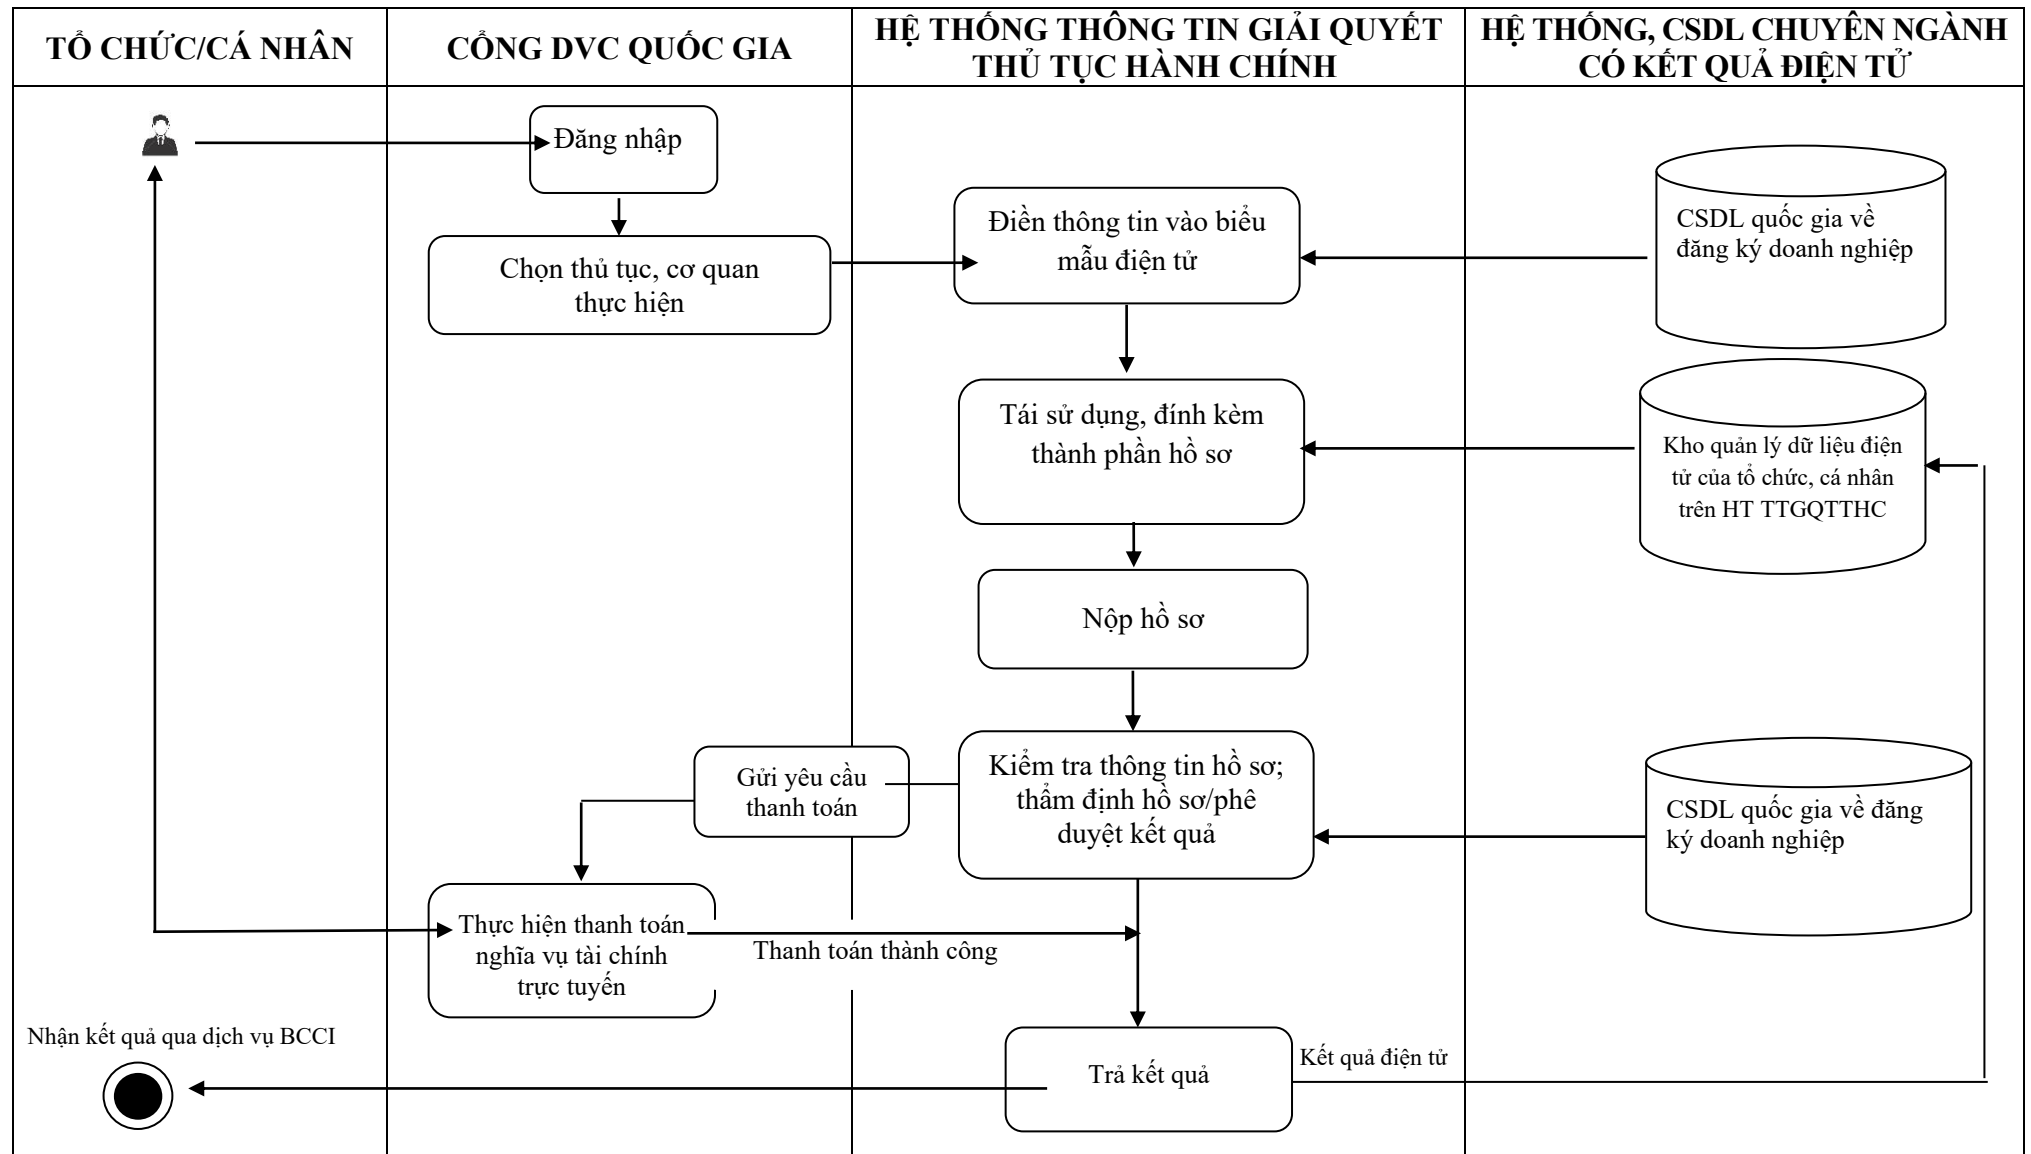 TỔ CHỨC/CÁ NHÂN
CỔNG DVC QUỐC GIA
HỆ THỐNG THÔNG TIN GIẢI QUYẾT
THỦ TỤC HÀNH CHÍNH
HỆ THỐNG, CSDL CHUYÊN NGÀNH
CÓ KẾT QUẢ ĐIỆN TỬ
Đăng nhập
Chọn thủ tục, cơ quan
thực hiện
Điền thông tin vào biểu
mẫu điện tử
CSDL quốc gia về
đăng ký doanh nghiệp
Tái sử dụng, đính kèm
thành phần hồ sơ
Kho quản lý dữ liệu điện
tử của tổ chức, cá nhân
trên HT TTGQTTHC
Nộp hồ sơ
Gửi yêu cầu
thanh toán
Kiểm tra thông tin hồ sơ;
thẩm định hồ sơ/phê
duyệt kết quả
CSDL quốc gia về đăng
ký doanh nghiệp
Thực hiện thanh toán
nghĩa vụ tài chính
trực tuyến
Thanh toán thành công
Nhận kết quả qua dịch vụ BCCI
Trả kết quả
Kết quả điện tử